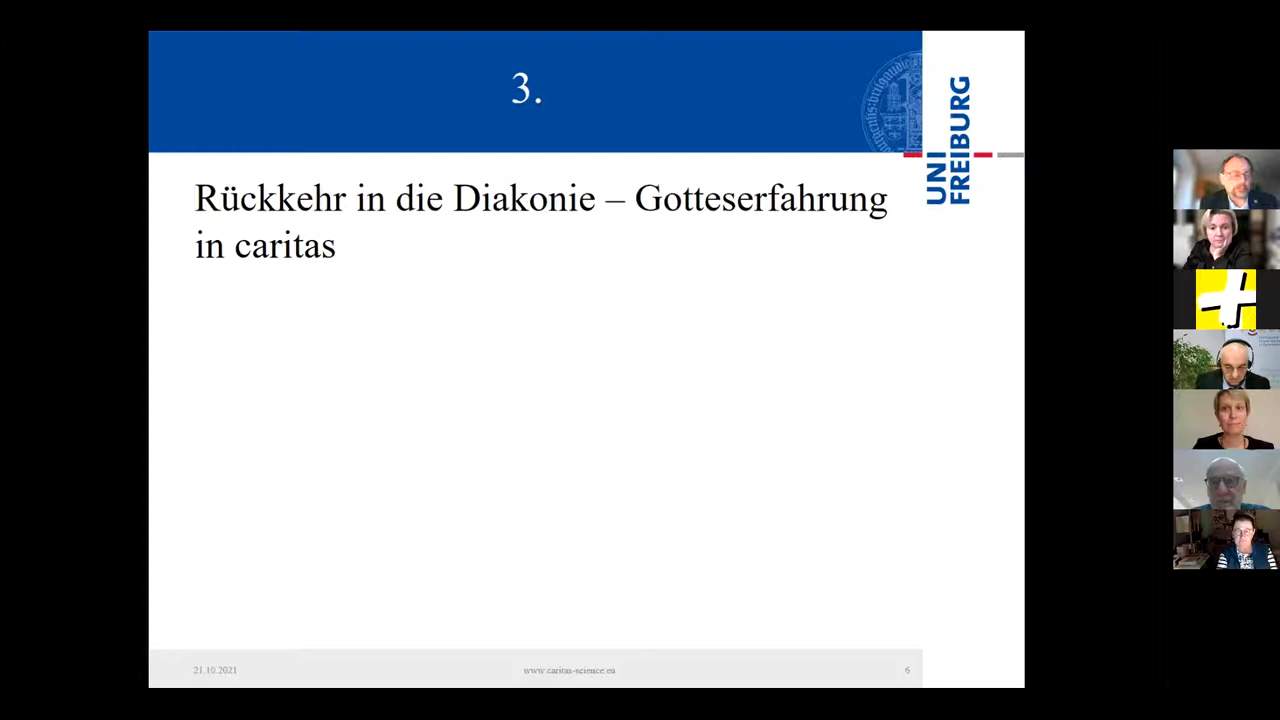 3.
UNI
FREIBURG
Rückkehr in die Diakonie – Gotteserfahrung
in caritas
21.10.2021
www.caritas-science.eu
6